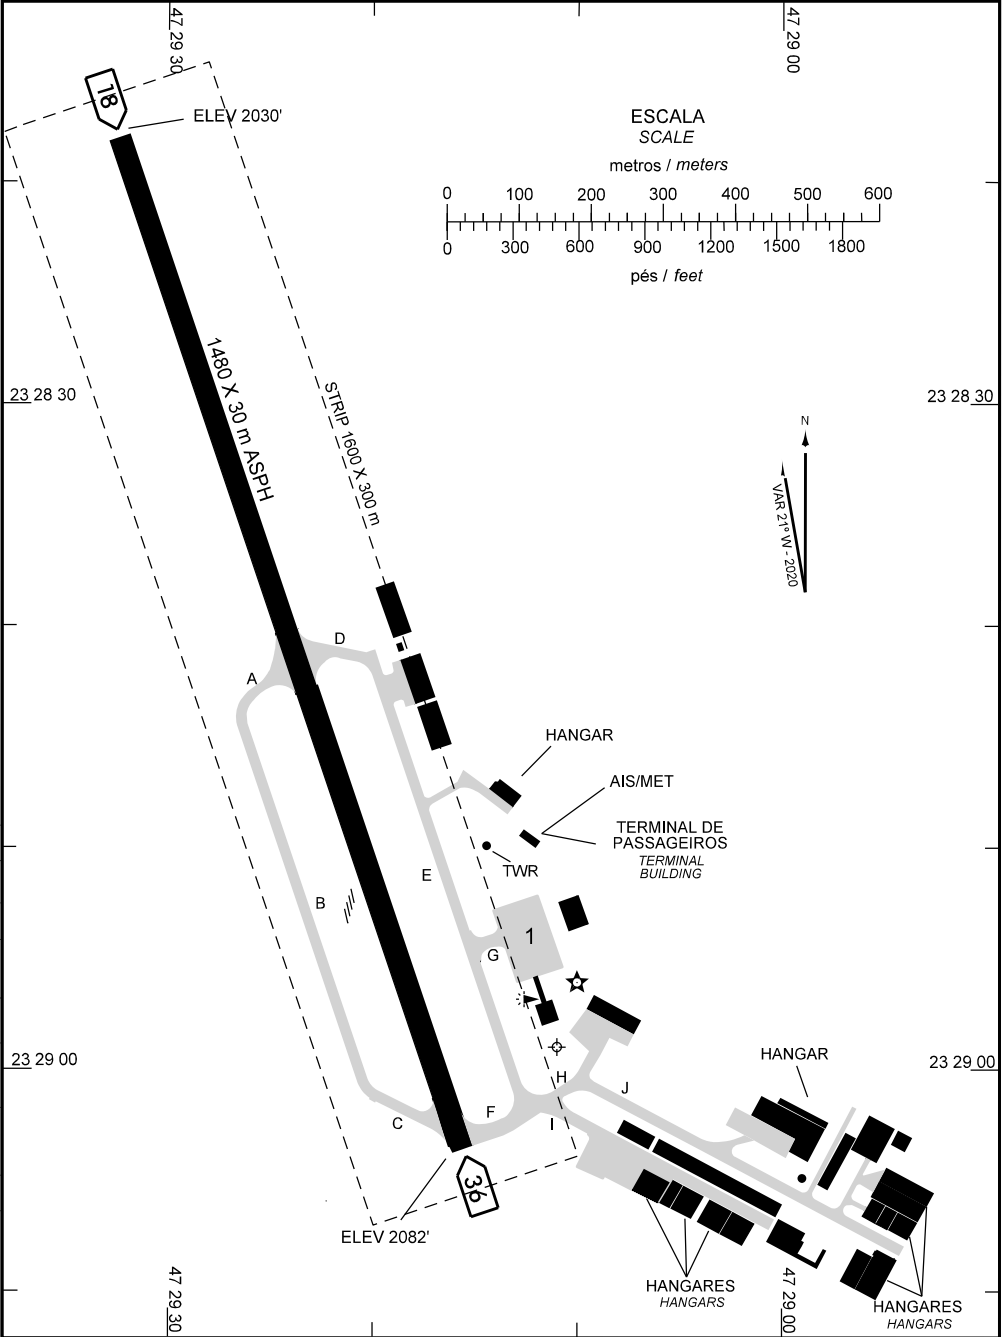 47 29 30
47 29 00
18
ELEV 2030'
ESCALA
SCALE
metros / meters
0 100 200 300 400 500 600
0 300 600 900 1200 1500 1800
pés / feet
1480 X 30 m ASPH
STRIP 1600 X 300 m
23 28 30
23 28 30
N
VAR 21º W - 2020
D
A
HANGAR
AIS/MET
TERMINAL DE
PASSAGEIROS
TERMINAL
BUILDING
TWR
E
B
1
G
23 29 00
23 29 00
HANGAR
H
J
F
I
C
36
ELEV 2082'
HANGARES
HANGARS
HANGARES
HANGARS
47 29 30
47 29 00